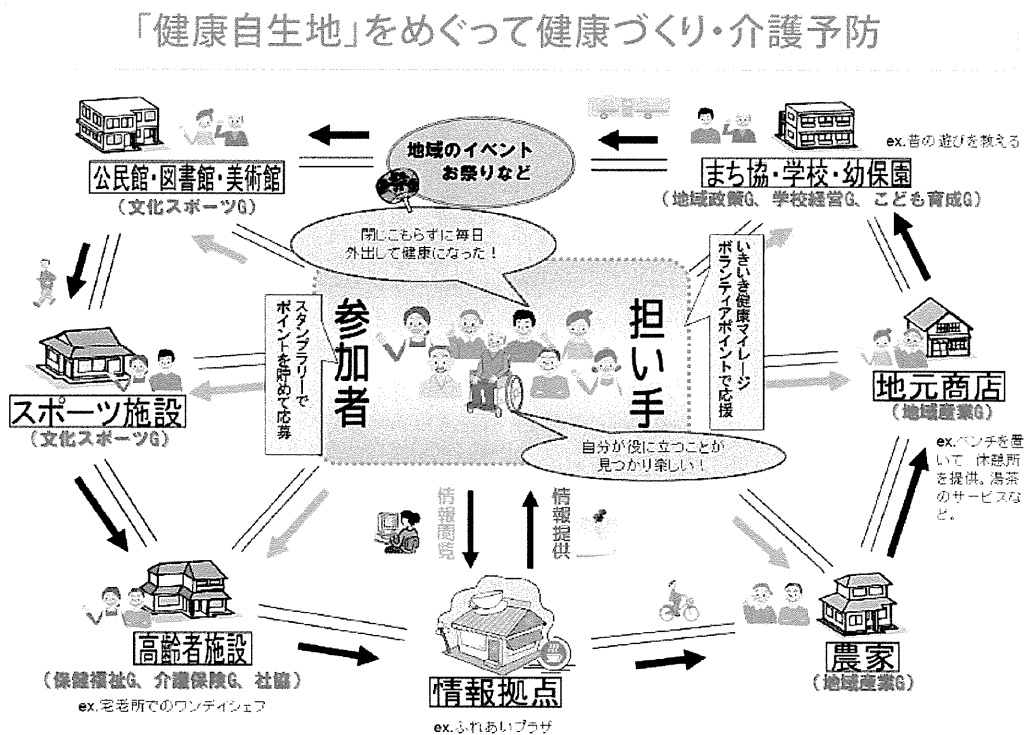 「健康自生地」をめぐって健康づくり・介護予防
地域のイベント
お祭りなど
公民館・図書館・美術館
(文化スポーツG)
まち協・学校・幼保園
(地域政策G、学校経営G、こども育成G)
ex.昔の遊びを教える
閉じこもらずに毎日
外出して健康になった!
いきいき健康マイレージ
ボランティアポイントで応援
スタンプラリーで
ポイントを貯めて応募
参加者
担い手
スポーツ施設
(文化スポーツG)
地元商店
(地域産業G)
ex.ベンチを置
いて、休憩所
を提供。湯茶
のサービスな
ど。
自分が役に立つことが
見つかり楽しい!
情報閲覧
情報提供
高齢者施設
(保健福祉G、介護保険G、社協)
ex.宅老所でのワンデイシェフ
情報拠点
ex.ふれあいプラザ
農家
(地域産業G)